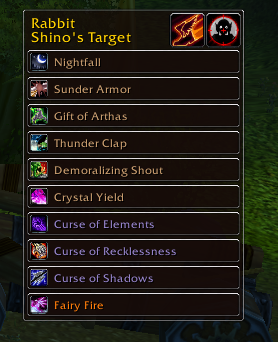 Rabbit
Shino's Target
Nightfall
Sunder Armor
Gift of Arthas
Thunder Clap
Demoralizing Shout
Crystal Yield
Curse of Elements
Curse of Recklessness
Curse of Shadows
Fairy Fire